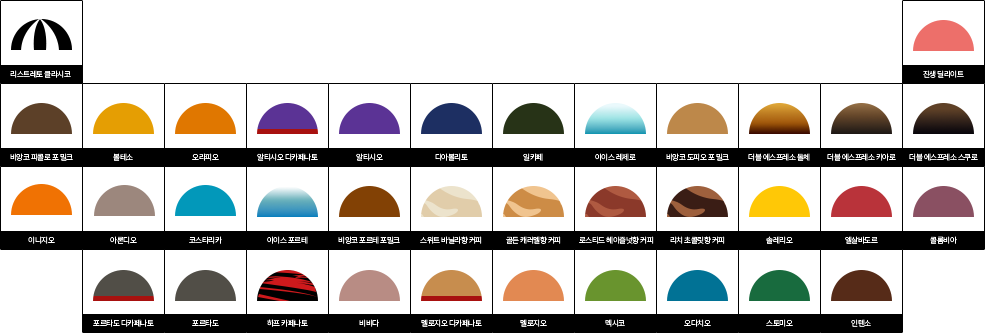 리스트레토 클라시코
진생 딜라이트
비앙코 피콜로 포 밀크
볼테소
오라피오
알티시오 디카페나토
알티시오
디아볼리토
일 카페
아이스 레제로
비앙코 도피오 포 밀크
더블 에스프레소 돌체
더블 에스프레소 키아로
더블 에스프레소 스쿠로
이니지오
아론디오
코스타리카
아이스 포르테
비앙코 포르테 포 밀크
스위트 바닐라향 커피
골든 캐러멜향 커피
로스티드 헤이즐넛향 커피
리치 초콜릿향 커피
솔레리오
엘살바도르
콜롬비아
포르타도 디카페나토
포르타도
하프 카페나토
비바다
멜로지오 디카페나토
멜로지오
멕시코
오다치오
스토미오
인텐소